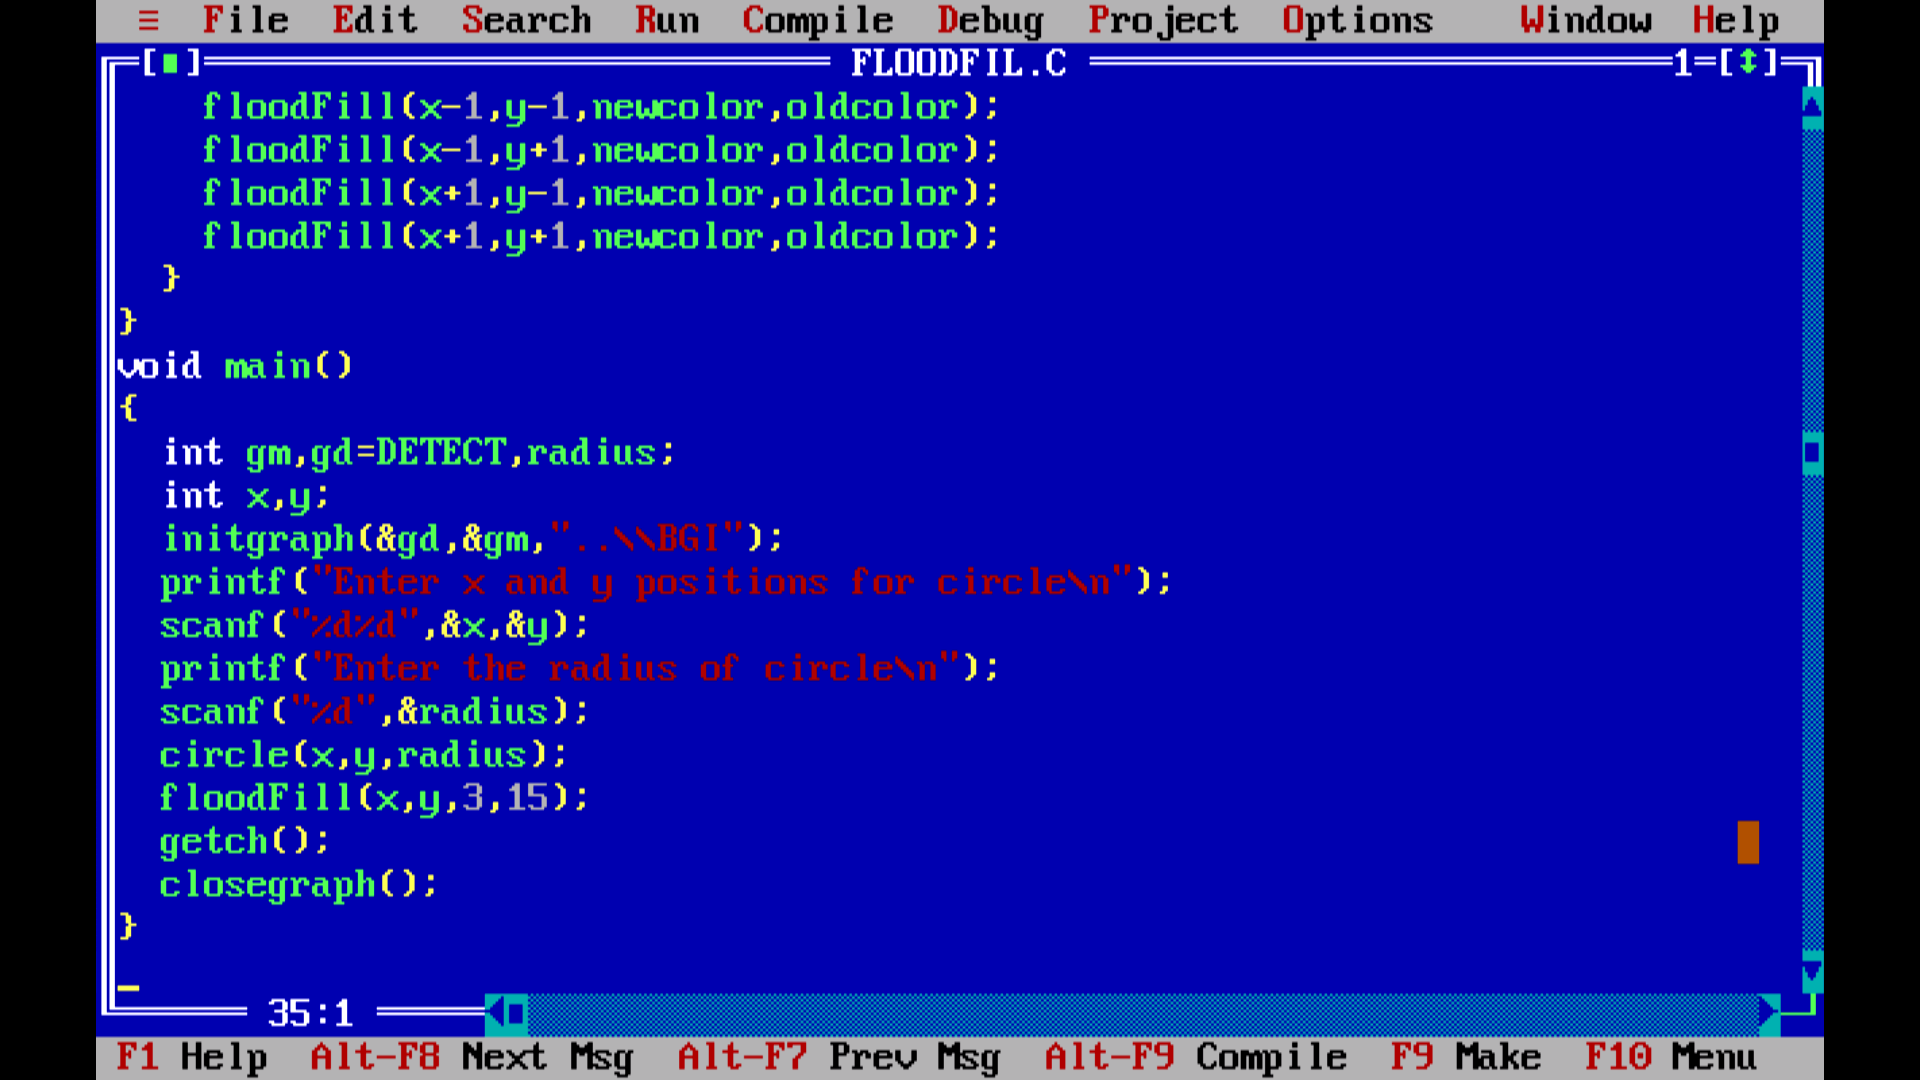 ≡ File Edit Search Run Compile Debug Project Options Window Help
[■] FLOODFIL.C 1=[↕]
floodFill(x-1,y-1,newcolor,oldcolor);
floodFill(x-1,y+1,newcolor,oldcolor);
floodFill(x+1,y-1,newcolor,oldcolor);
floodFill(x+1,y+1,newcolor,oldcolor);
}
}
void main()
{
int gm,gd=DETECT,radius;
int x,y;
initgraph(&gd,&gm,"..\\BGI");
printf("Enter x and y positions for circle\n");
scanf("%d%d",&x,&y);
printf("Enter the radius of circle\n");
scanf("%d",&radius);
circle(x,y,radius);
floodFill(x,y,3,15);
getch();
closegraph();
}
35:1
F1 Help Alt-F8 Next Msg Alt-F7 Prev Msg Alt-F9 Compile F9 Make F10 Menu